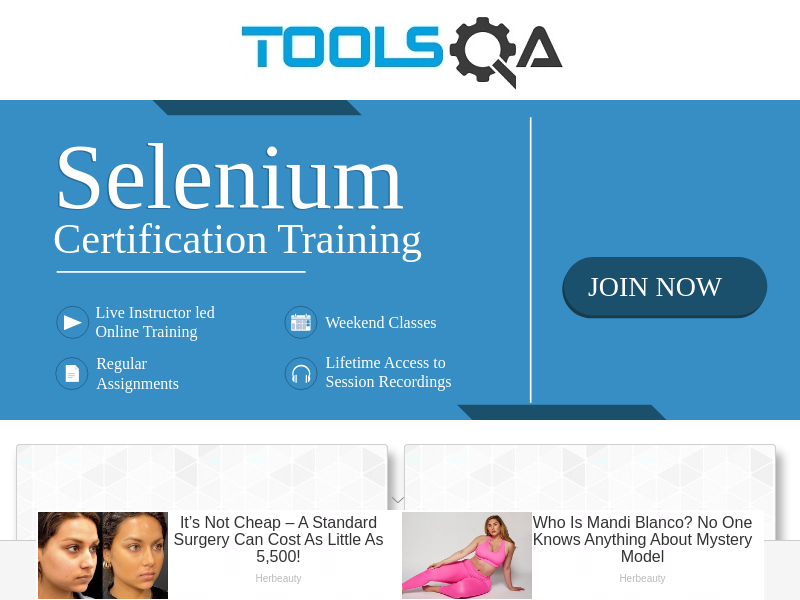 TOOLSQA
Selenium
Certification Training
JOIN NOW
Live Instructor led
Online Training
Weekend Classes
Regular
Assignments
Lifetime Access to
Session Recordings
It’s Not Cheap – A Standard
Surgery Can Cost As Little As
5,500!
Herbeauty
Who Is Mandi Blanco? No One
Knows Anything About Mystery
Model
Herbeauty